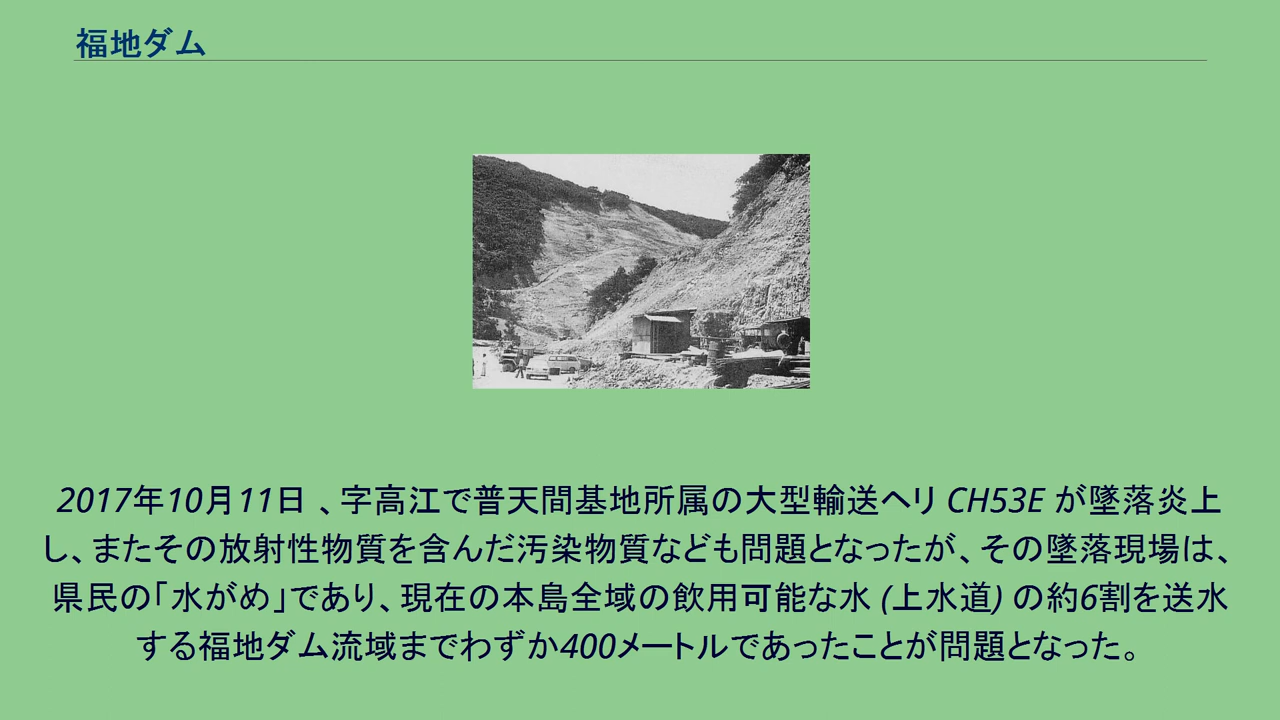 福地ダム
2017年10月11日 、字高江で普天間基地所属の大型輸送ヘリ CH53E が墜落炎上
し、またその放射性物質を含んだ汚染物質なども問題となったが、その墜落現場は、
県民の「水がめ」であり、現在の本島全域の飲用可能な水 (上水道) の約6割を送水
する福地ダム流域までわずか400メートルであったことが問題となった。